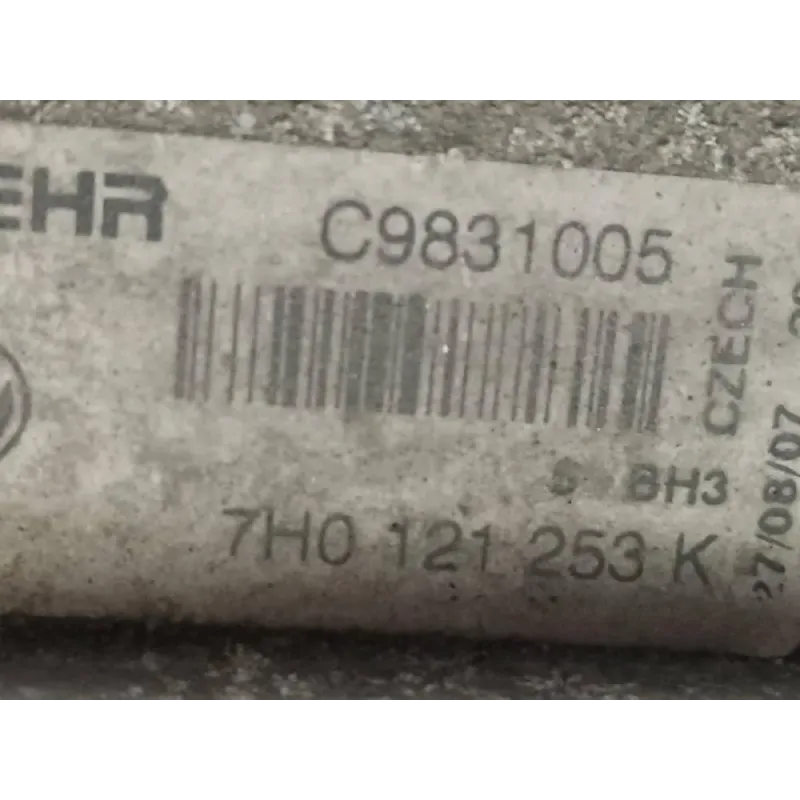 EHR
C9831005
CZECH
BH3
7H0 121 253 K
27/08/07